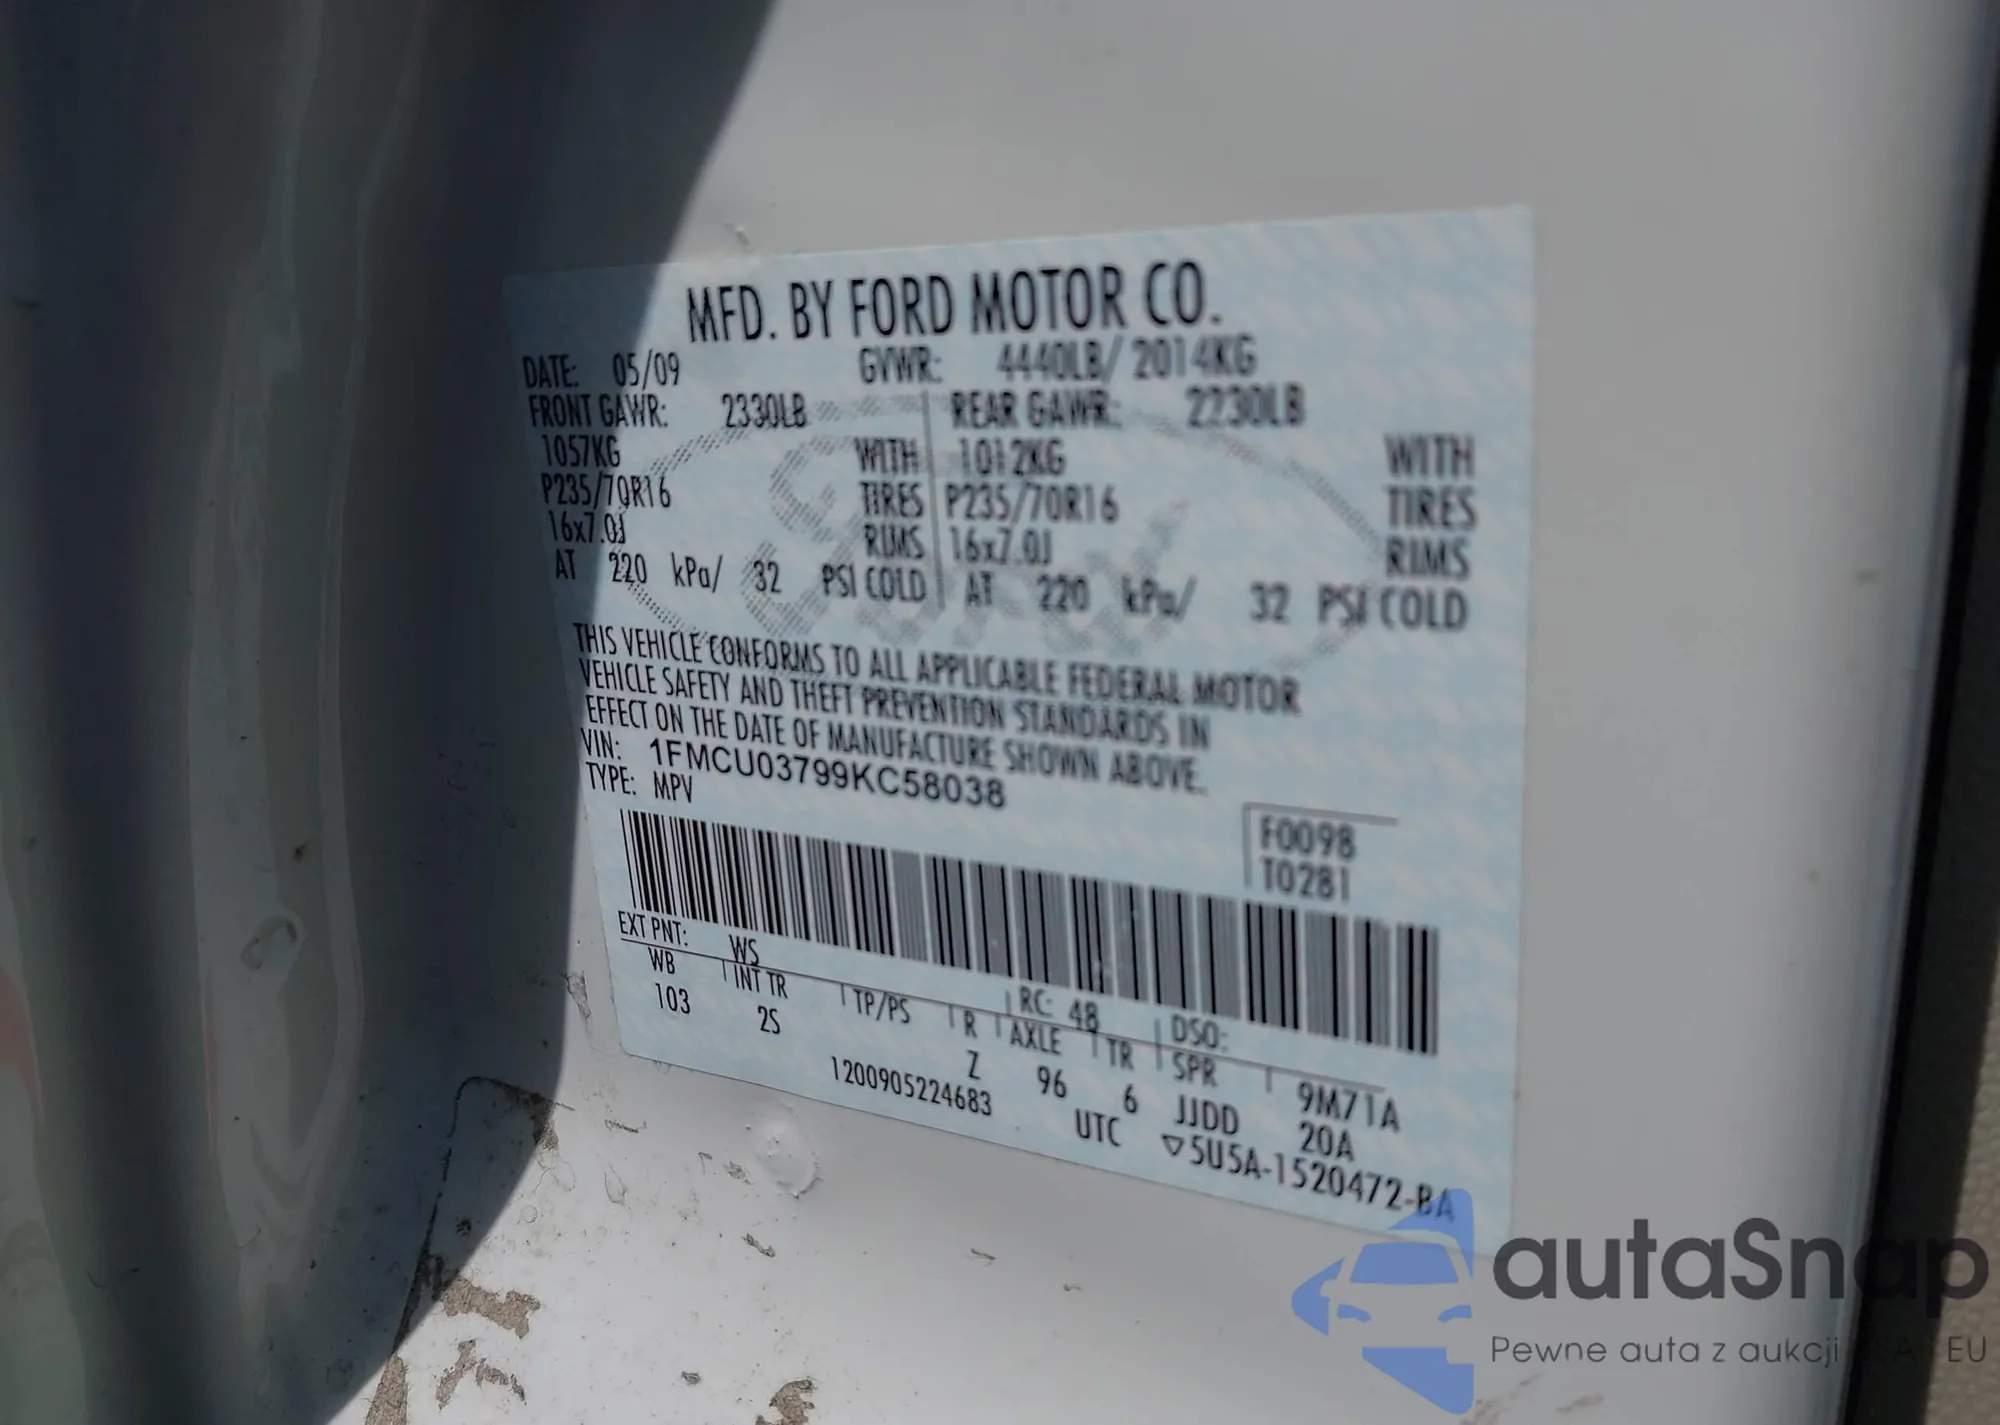 MFD. BY FORD MOTOR CO.
DATE: 05/09 GVWR: 4440LB/ 2014KG
FRONT GAWR: 2330LB REAR GAWR: 2230LB
1057KG WITH 1012KG WITH
P235/70R16 TIRES P235/70R16 TIRES
16x7.0J RIMS 16x7.0J RIMS
AT 220 kPa/ 32 PSI COLD AT 220 kPa/ 32 PSI COLD
THIS VEHICLE CONFORMS TO ALL APPLICABLE FEDERAL MOTOR
VEHICLE SAFETY AND THEFT PREVENTION STANDARDS IN
EFFECT ON THE DATE OF MANUFACTURE SHOWN ABOVE.
VIN: 1FMCU03799KC58038
TYPE: MPV
F0098
T0281
EXT PNT: WS RC: 48 DSO:
WB INT TR TP/PS R AXLE TR SPR 9M71A
103 2S Z 96 6 JJDD 20A
1200905224683 UTC ▽5U5A-1520472-BA
autaSnap
Pewne auta z aukcji USA i EU